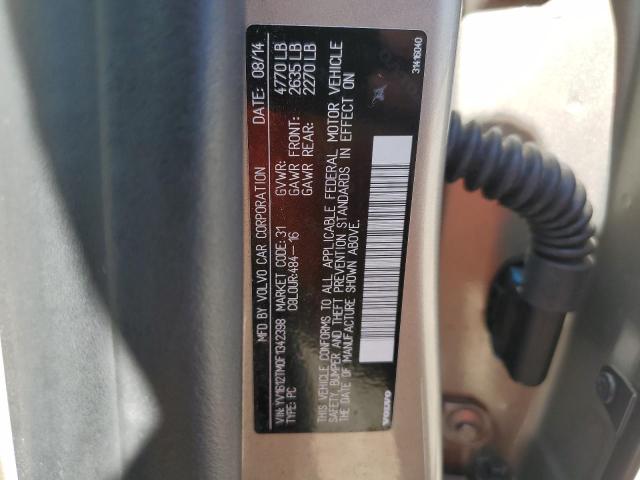 MFD BY VOLVO CAR CORPORATION DATE: 08/14
VIN: YV1612TM0F1342398 MARKET CODE: 31
TYPE: PC COLOUR:484-16
GVWR: 4770 LB
GAWR FRONT: 2635 LB
GAWR REAR: 2270 LB
THIS VEHICLE CONFORMS TO ALL APPLICABLE FEDERAL MOTOR VEHICLE
SAFETY, BUMPER AND THEFT PREVENTION STANDARDS IN EFFECT ON
DATE OF MANUFACTURE SHOWN ABOVE.
VOLVO
31416040